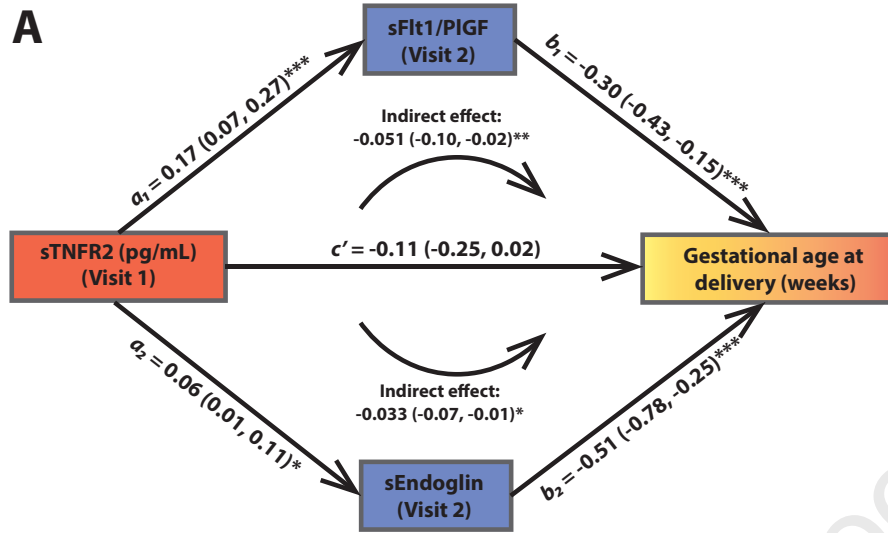 A
sFlt1/PlGF
(Visit 2)
a₁ = 0.17 (0.07, 0.27)***
b₁ = -0.30 (-0.43, -0.15)***
Indirect effect:
-0.051 (-0.10, -0.02)**
sTNFR2 (pg/mL)
(Visit 1)
c′ = -0.11 (-0.25, 0.02)
Gestational age at
delivery (weeks)
a₂ = 0.06 (0.01, 0.11)*
Indirect effect:
-0.033 (-0.07, -0.01)*
b₂ = -0.51 (-0.78, -0.25)***
sEndoglin
(Visit 2)